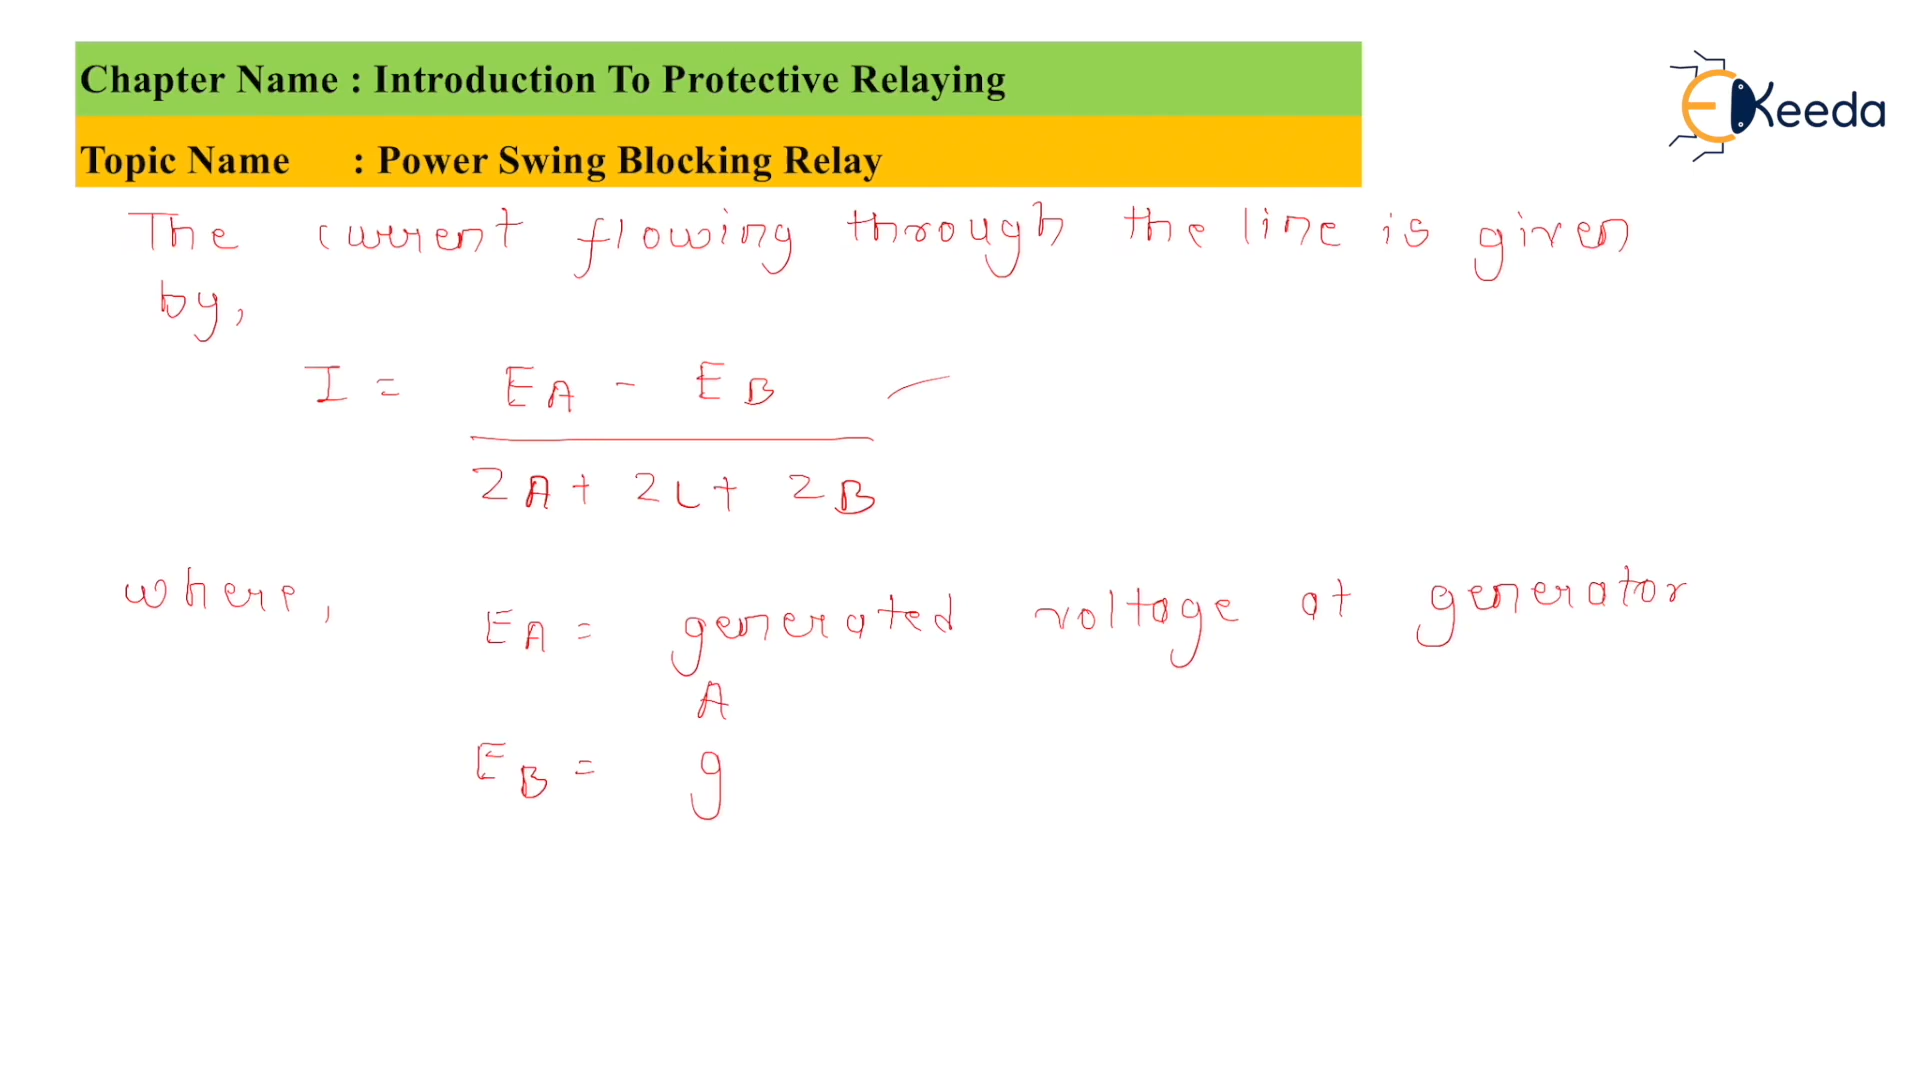 Chapter Name : Introduction To Protective Relaying
EKeeda
Topic Name : Power Swing Blocking Relay
The current flowing through the line is given
by,
I = EA - EB
ZA + ZL + ZB
where,
EA = generated voltage at generator
A
EB = g